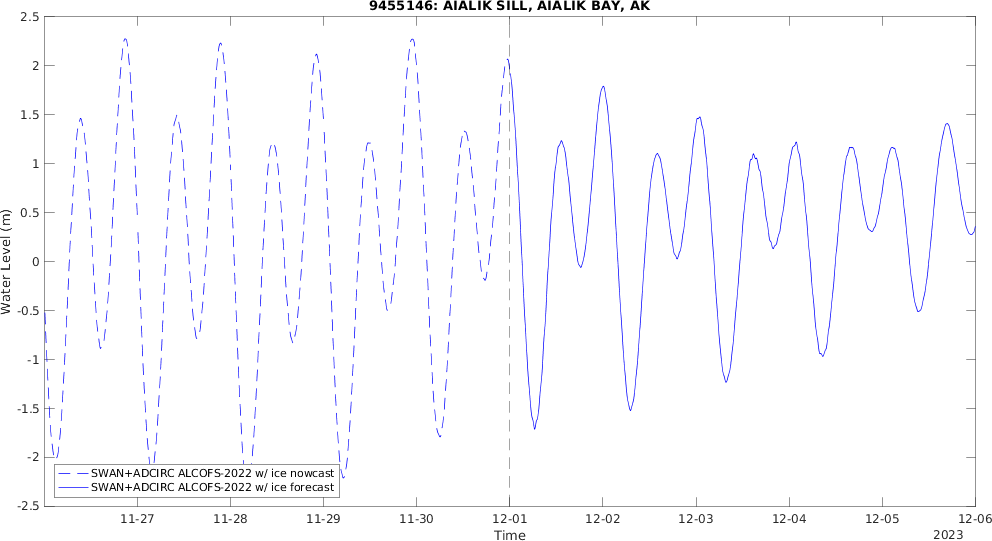 9455146: AIALIK SILL, AIALIK BAY, AK
2.5
2
1.5
1
0.5
0
-0.5
-1
-1.5
-2
-2.5
Water Level (m)
SWAN+ADCIRC ALCOFS-2022 w/ ice nowcast
SWAN+ADCIRC ALCOFS-2022 w/ ice forecast
11-27 11-28 11-29 11-30 12-01 12-02 12-03 12-04 12-05 12-06
Time
2023